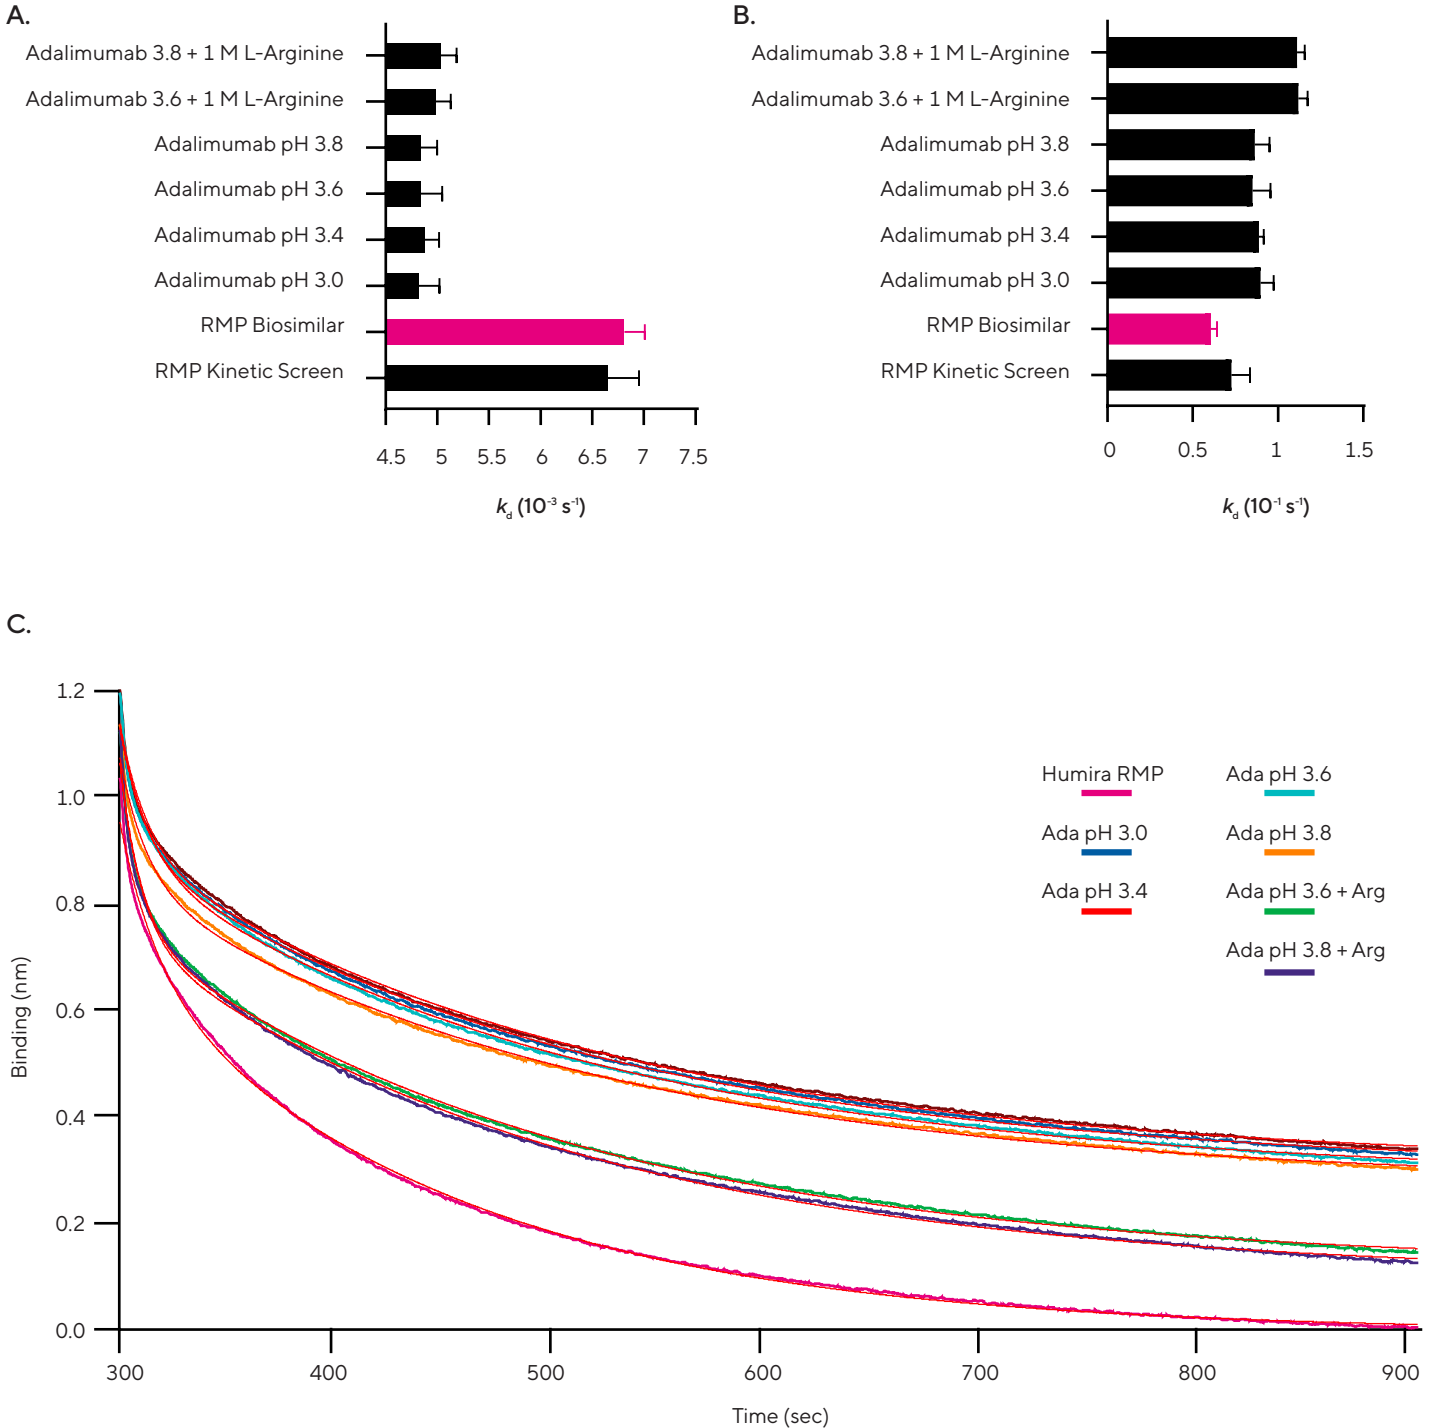 A.
Adalimumab 3.8 + 1 M L-Arginine
Adalimumab 3.6 + 1 M L-Arginine
Adalimumab pH 3.8
Adalimumab pH 3.6
Adalimumab pH 3.4
Adalimumab pH 3.0
RMP Biosimilar
RMP Kinetic Screen
4.5 5 5.5 6 6.5 7 7.5
k_d (10⁻³ s⁻¹)
B.
Adalimumab 3.8 + 1 M L-Arginine
Adalimumab 3.6 + 1 M L-Arginine
Adalimumab pH 3.8
Adalimumab pH 3.6
Adalimumab pH 3.4
Adalimumab pH 3.0
RMP Biosimilar
RMP Kinetic Screen
0 0.5 1 1.5
k_d (10⁻¹ s⁻¹)
C.
1.2
1.0
0.8
0.6
0.4
0.2
0.0
Binding (nm)
Humira RMP
Ada pH 3.0
Ada pH 3.4
Ada pH 3.6
Ada pH 3.8
Ada pH 3.6 + Arg
Ada pH 3.8 + Arg
300 400 500 600 700 800 900
Time (sec)